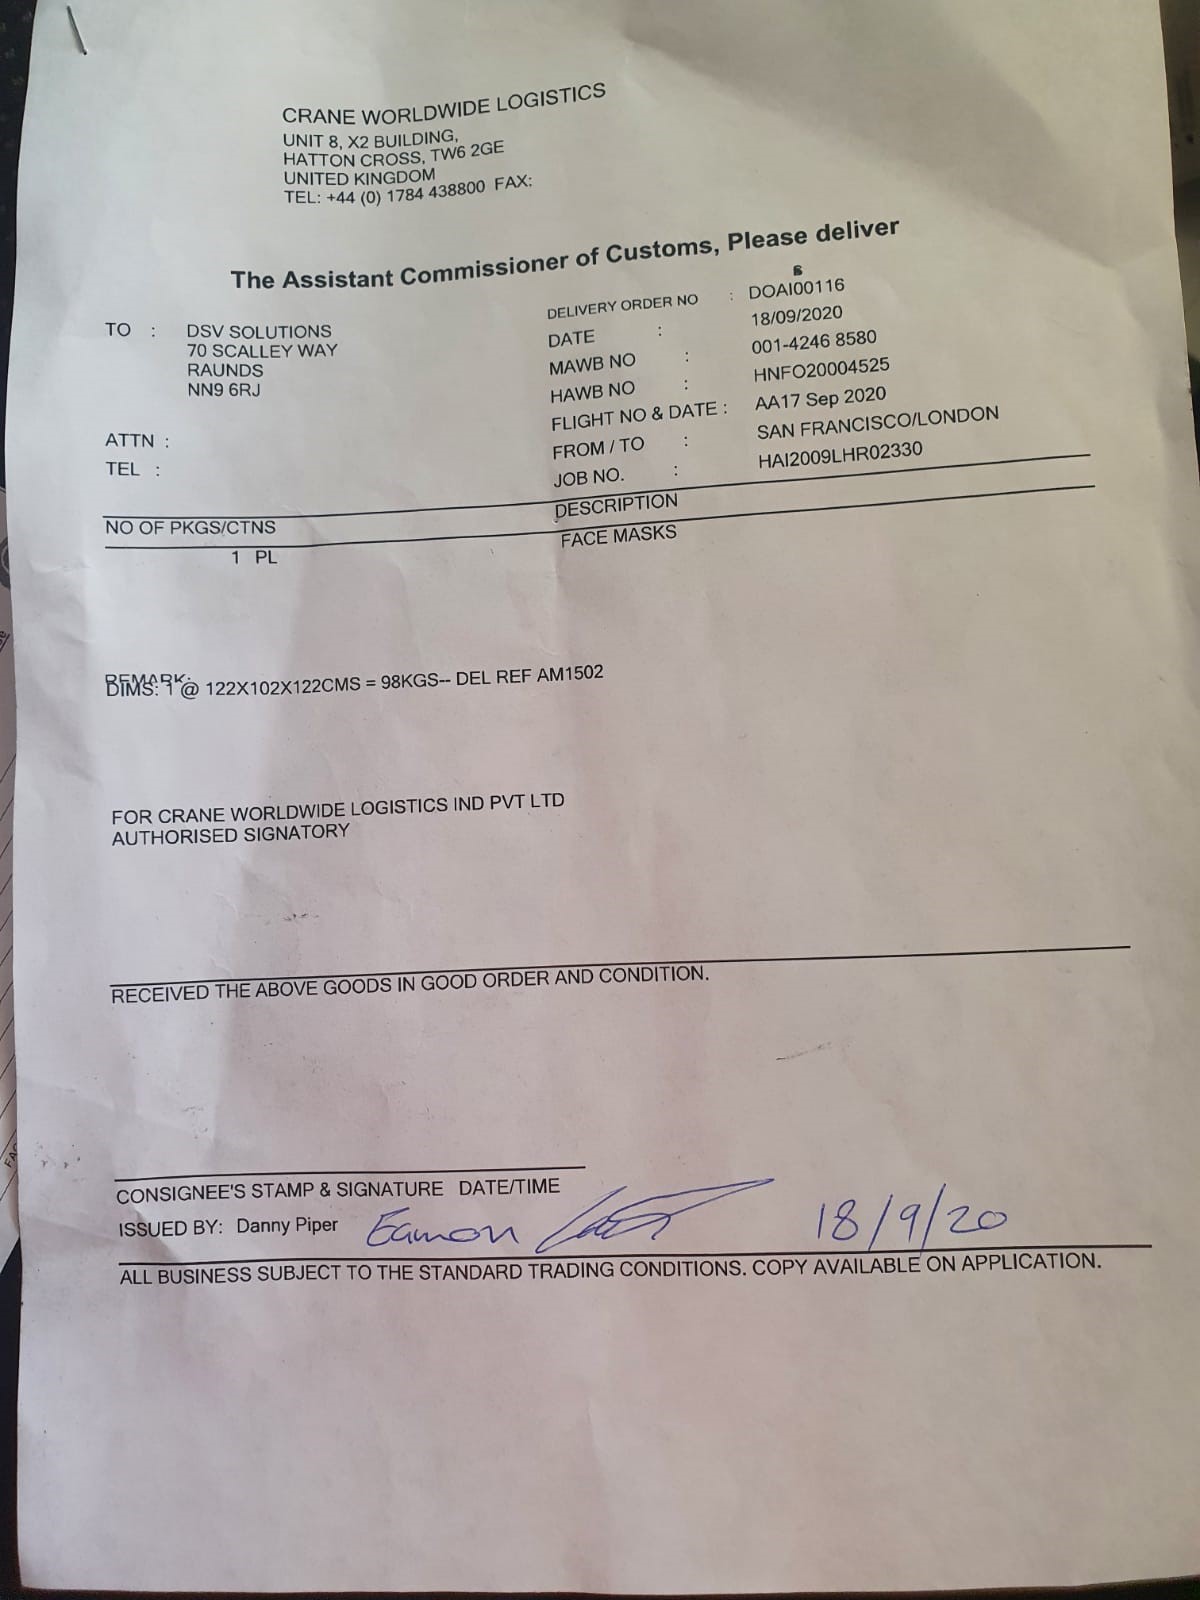 CRANE WORLDWIDE LOGISTICS
UNIT 8, X2 BUILDING,
HATTON CROSS, TW6 2GE
UNITED KINGDOM
TEL: +44 (0) 1784 438800 FAX:
The Assistant Commissioner of Customs, Please deliver
TO : DSV SOLUTIONS
70 SCALLEY WAY
RAUNDS
NN9 6RJ
ATTN :
TEL :
DELIVERY ORDER NO : DOAI00116
DATE : 18/09/2020
MAWB NO : 001-4246 8580
HAWB NO : HNFO20004525
FLIGHT NO & DATE : AA17 Sep 2020
FROM / TO : SAN FRANCISCO/LONDON
JOB NO. : HAI2009LHR02330
NO OF PKGS/CTNS DESCRIPTION
1 PL FACE MASKS
REMARK:
DIMS: 1 @ 122X102X122CMS = 98KGS-- DEL REF AM1502
FOR CRANE WORLDWIDE LOGISTICS IND PVT LTD
AUTHORISED SIGNATORY
RECEIVED THE ABOVE GOODS IN GOOD ORDER AND CONDITION.
CONSIGNEE'S STAMP & SIGNATURE DATE/TIME
ISSUED BY: Danny Piper Eamon 18/9/20
ALL BUSINESS SUBJECT TO THE STANDARD TRADING CONDITIONS. COPY AVAILABLE ON APPLICATION.